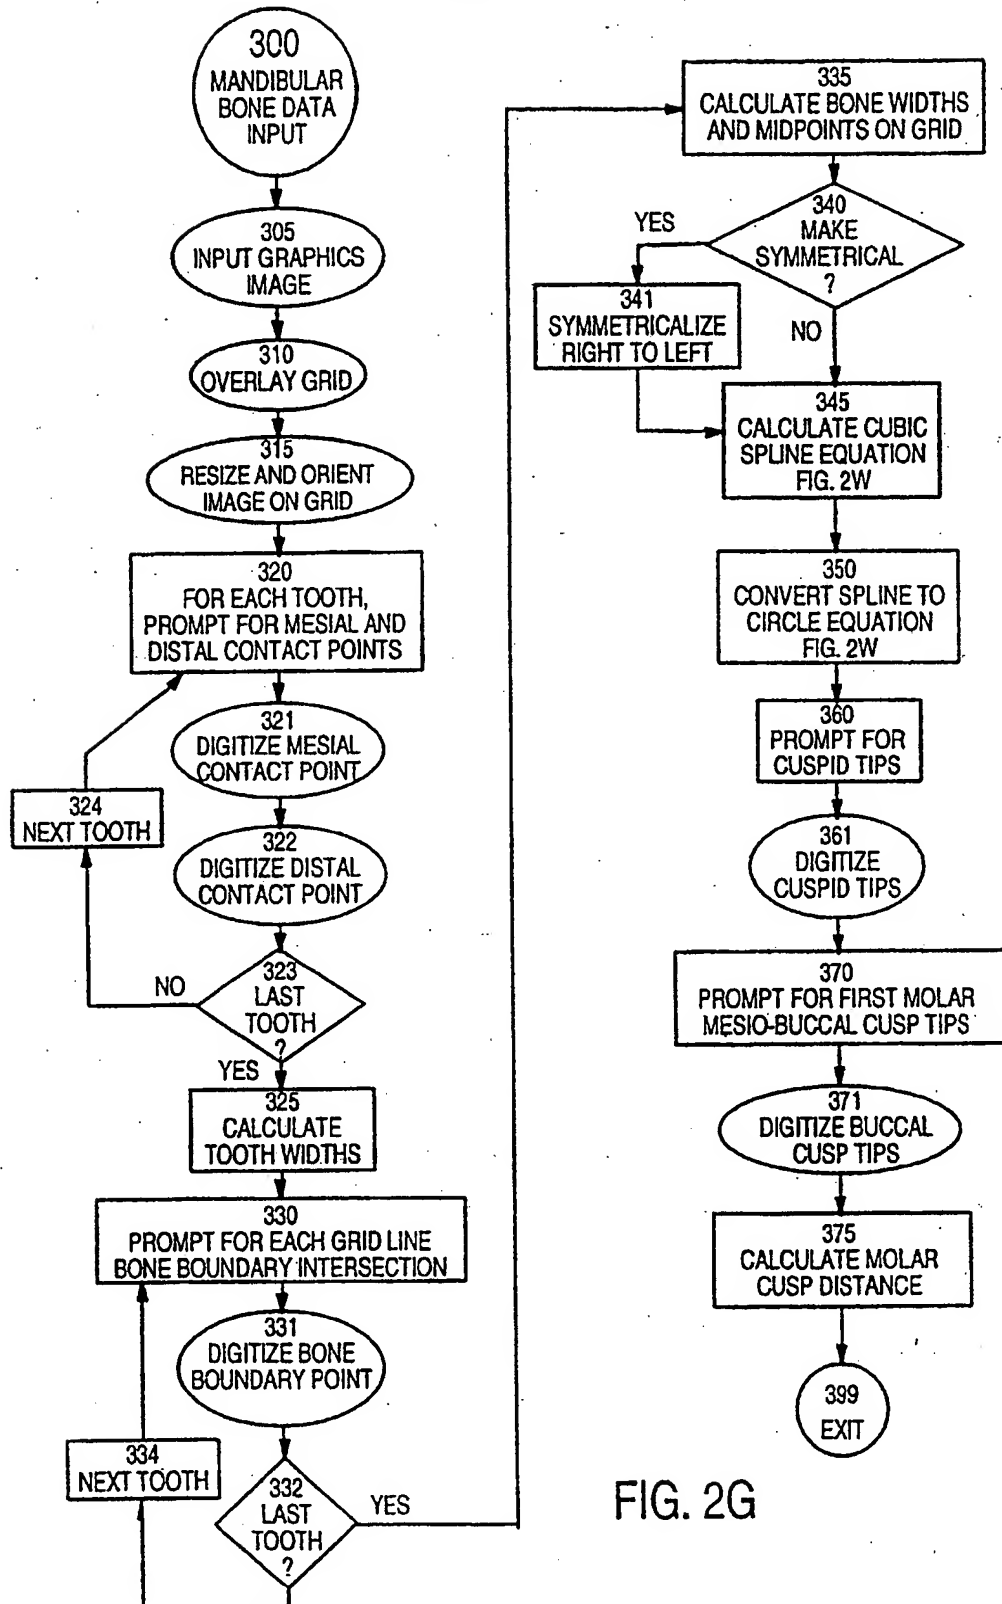 300
MANDIBULAR
BONE DATA
INPUT
305
INPUT GRAPHICS
IMAGE
310
OVERLAY GRID
315
RESIZE AND ORIENT
IMAGE ON GRID
320
FOR EACH TOOTH,
PROMPT FOR MESIAL AND
DISTAL CONTACT POINTS
321
DIGITIZE MESIAL
CONTACT POINT
324
NEXT TOOTH
322
DIGITIZE DISTAL
CONTACT POINT
323
LAST
TOOTH
?
NO
YES
325
CALCULATE
TOOTH WIDTHS
330
PROMPT FOR EACH GRID LINE
BONE BOUNDARY INTERSECTION
331
DIGITIZE BONE
BOUNDARY POINT
334
NEXT TOOTH
332
LAST
TOOTH
?
YES
335
CALCULATE BONE WIDTHS
AND MIDPOINTS ON GRID
340
MAKE
SYMMETRICAL
?
YES
NO
341
SYMMETRICALIZE
RIGHT TO LEFT
345
CALCULATE CUBIC
SPLINE EQUATION
FIG. 2W
350
CONVERT SPLINE TO
CIRCLE EQUATION
FIG. 2W
360
PROMPT FOR
CUSPID TIPS
361
DIGITIZE
CUSPID TIPS
370
PROMPT FOR FIRST MOLAR
MESIO-BUCCAL CUSP TIPS
371
DIGITIZE BUCCAL
CUSP TIPS
375
CALCULATE MOLAR
CUSP DISTANCE
399
EXIT
FIG. 2G